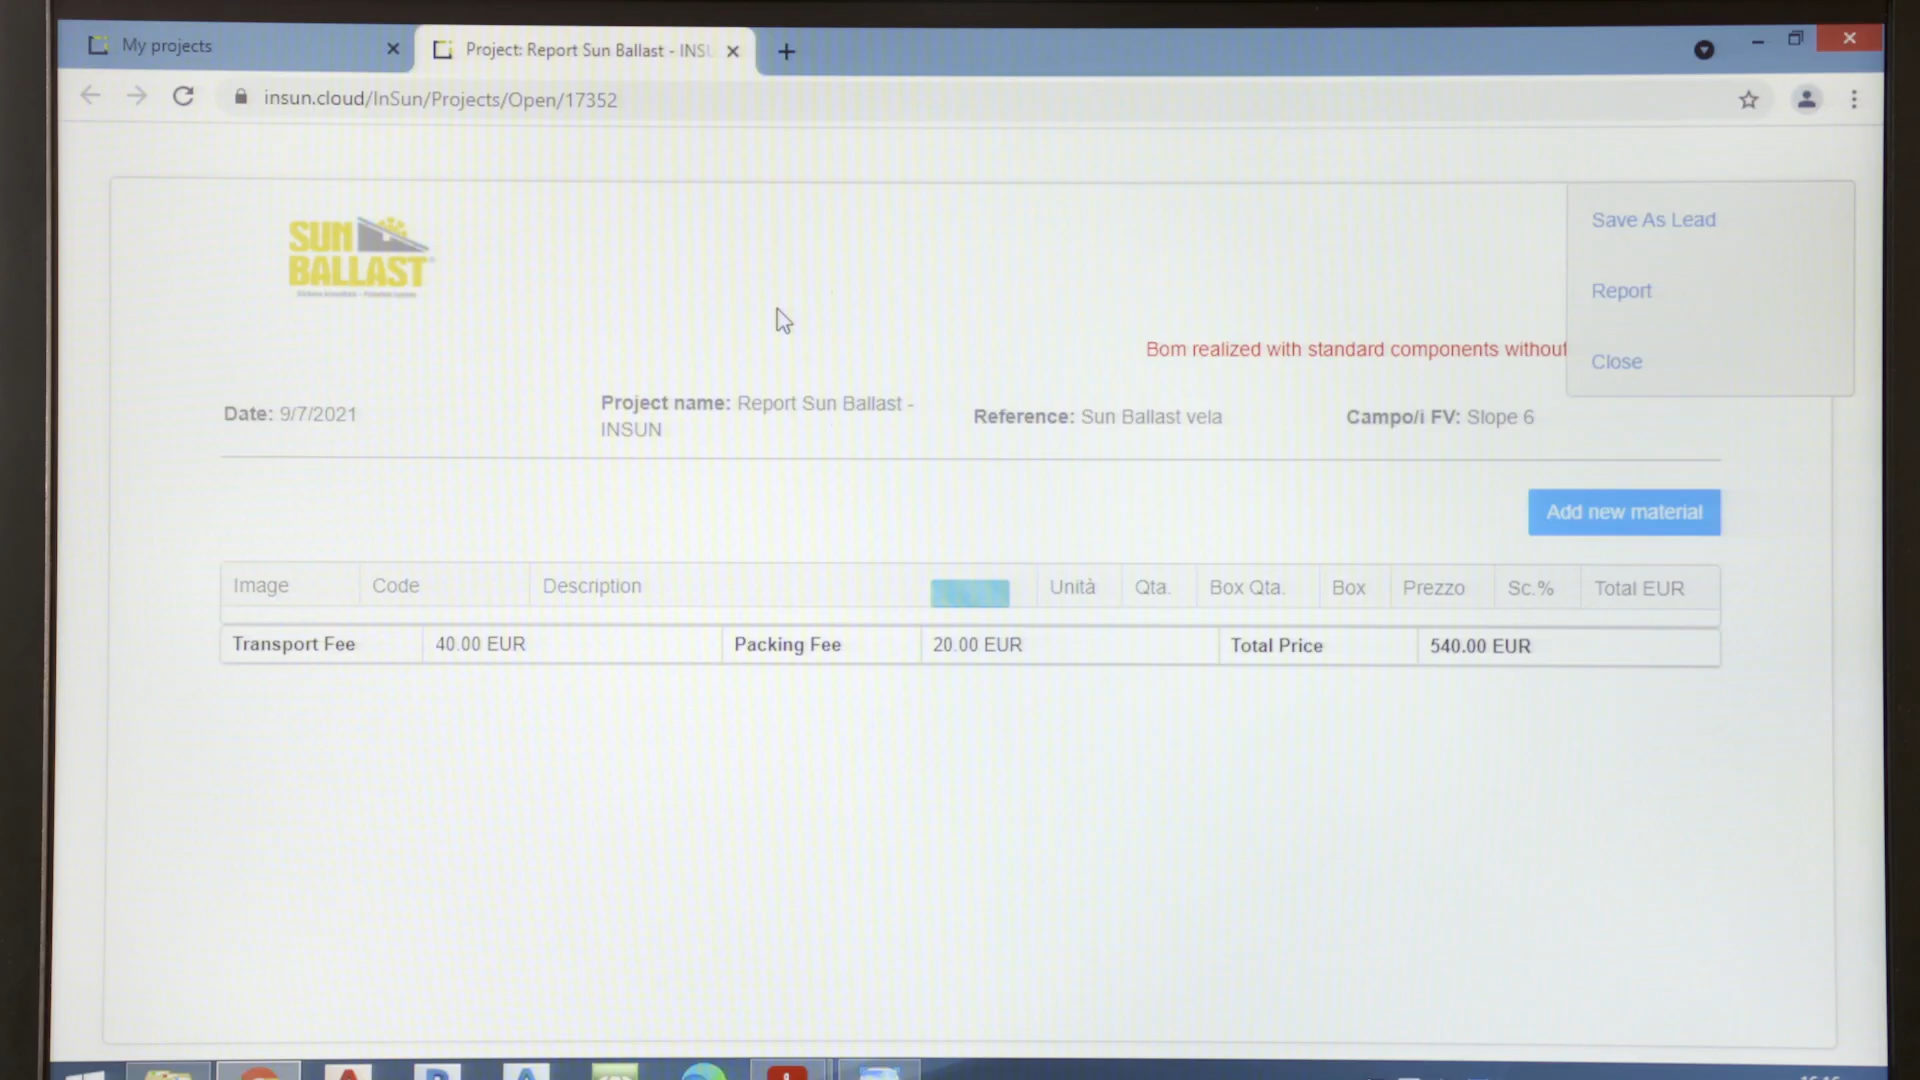 My projects
Project: Report Sun Ballast - INSU
insun.cloud/InSun/Projects/Open/17352
SUN
BALLAST
Save As Lead
Report
Close
Bom realized with standard components without
Date: 9/7/2021
Project name: Report Sun Ballast -
INSUN
Reference: Sun Ballast vela
Campo/i FV: Slope 6
Add new material
Image Code Description Unità Qta. Box Qta. Box Prezzo Sc.% Total EUR
Transport Fee 40.00 EUR Packing Fee 20.00 EUR Total Price 540.00 EUR